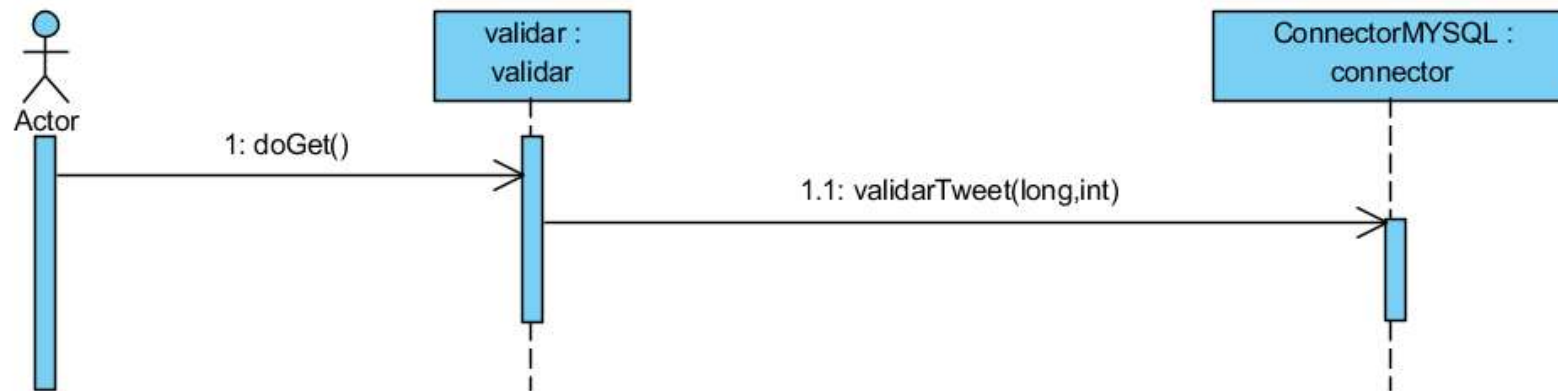 validar :
validar
ConnectorMYSQL :
connector
Actor
1: doGet()
1.1: validarTweet(long,int)